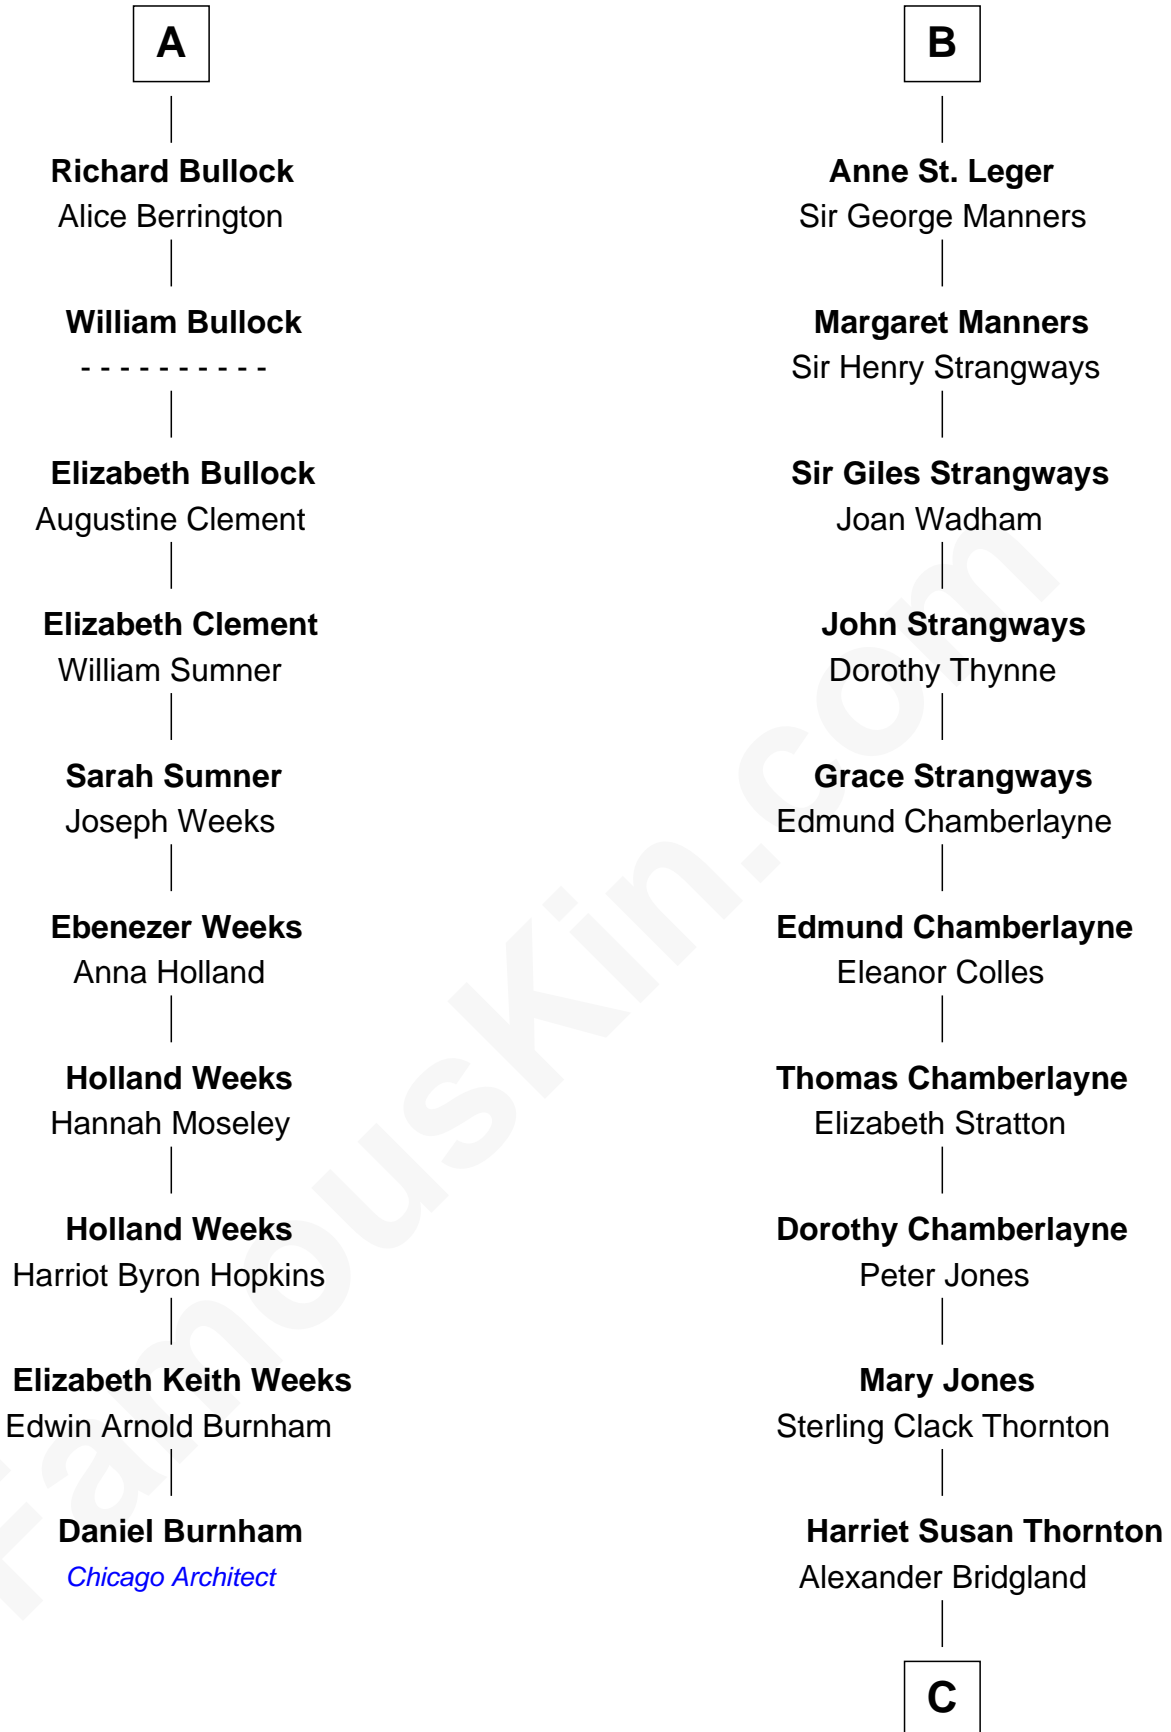 A
Richard Bullock
Alice Berrington
William Bullock
- - - - - - - - - -
Elizabeth Bullock
Augustine Clement
Elizabeth Clement
William Sumner
Sarah Sumner
Joseph Weeks
Ebenezer Weeks
Anna Holland
Holland Weeks
Hannah Moseley
Holland Weeks
Harriot Byron Hopkins
Elizabeth Keith Weeks
Edwin Arnold Burnham
Daniel Burnham
Chicago Architect
B
Anne St. Leger
Sir George Manners
Margaret Manners
Sir Henry Strangways
Sir Giles Strangways
Joan Wadham
John Strangways
Dorothy Thynne
Grace Strangways
Edmund Chamberlayne
Edmund Chamberlayne
Eleanor Colles
Thomas Chamberlayne
Elizabeth Stratton
Dorothy Chamberlayne
Peter Jones
Mary Jones
Sterling Clack Thornton
Harriet Susan Thornton
Alexander Bridgland
C
FamousKin.com